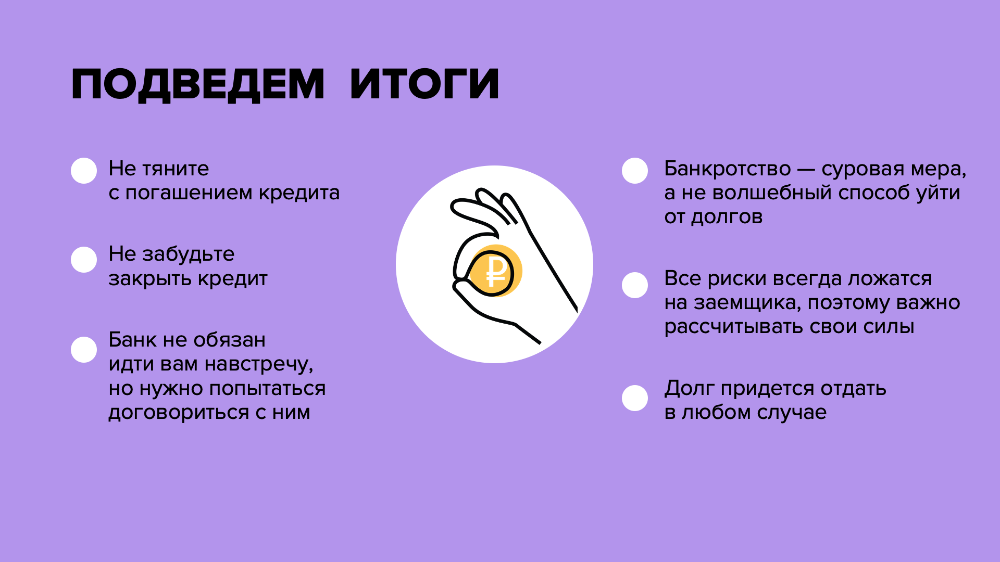 ПОДВЕДЕМ ИТОГИ
Не тяните
с погашением кредита
Не забудьте
закрыть кредит
Банк не обязан
идти вам навстречу,
но нужно попытаться
договориться с ним
₽
Банкротство — суровая мера,
а не волшебный способ уйти
от долгов
Все риски всегда ложатся
на заемщика, поэтому важно
рассчитывать свои силы
Долг придется отдать
в любом случае